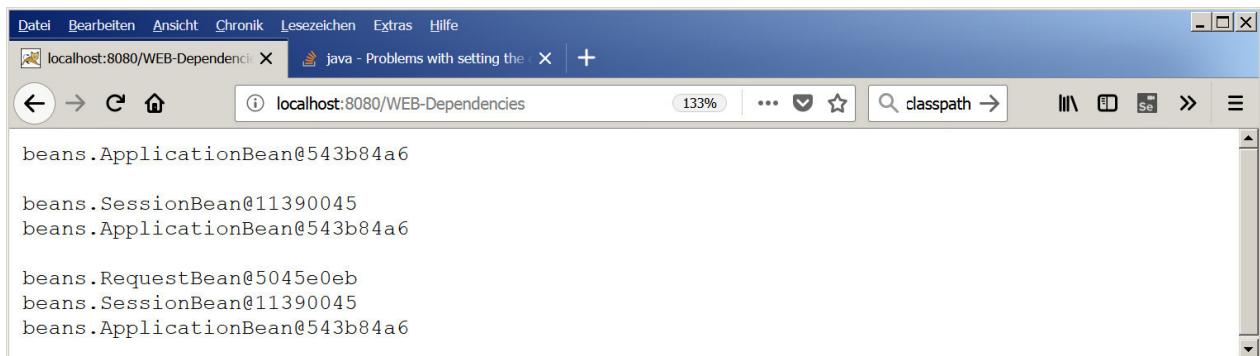 Datei Bearbeiten Ansicht Chronik Lesezeichen Extras Hilfe
localhost:8080/WEB-Dependenci java - Problems with setting the
localhost:8080/WEB-Dependencies 133% classpath
Se
beans.ApplicationBean@543b84a6
beans.SessionBean@11390045
beans.ApplicationBean@543b84a6
beans.RequestBean@5045e0eb
beans.SessionBean@11390045
beans.ApplicationBean@543b84a6